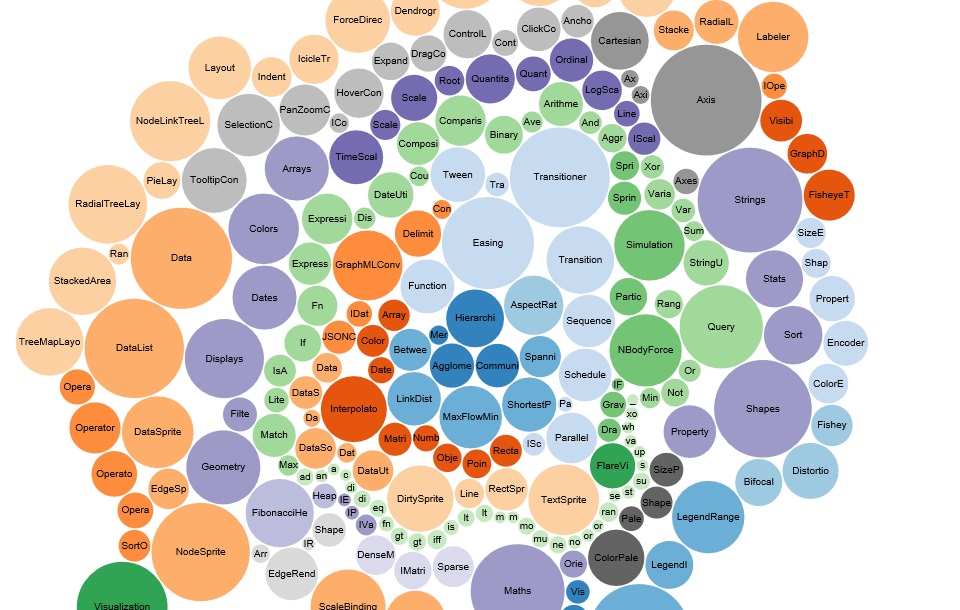 ForceDirec
Dendrogr
ClickCo
Ancho
Stacke
RadialL
Labeler
ControlL
Cont
Cartesian
IcicleTr
Expand
DragCo
Layout
Indent
Root
Quantita
Quant
Ordinal
Ax
Axi
IOpe
HoverCon
Scale
LogSca
Axis
NodeLinkTreeL
SelectionC
PanZoomC
ICo
Scale
Comparis
Arithme
Line
Visibi
Ave
And
Binary
Aggr
IScal
Composi
TimeScal
GraphD
Arrays
Cou
Tween
Tra
Transitioner
Spri
Xor
PieLay
TooltipCon
Axes
DateUti
Sprin
Varia
Strings
FisheyeT
RadialTreeLay
Con
Var
Expressi
Dis
Colors
Delimit
Easing
Simulation
Sum
SizeE
Ran
Data
Express
GraphMLConv
Transition
StringU
Shap
StackedArea
Function
Stats
Dates
Fn
Partic
Rang
Propert
IDat
Array
Hierarchi
AspectRat
Sequence
Query
TreeMapLayo
DataList
If
JSONC
Color
Mer
Sort
Encoder
Betwee
Spanni
NBodyForce
Displays
IsA
Data
Date
Agglome
Communi
Schedule
Or
Opera
IF
ColorE
DataS
LinkDist
Lite
Interpolato
ShortestP
Pa
Grav
Min
Not
Shapes
Filte
Da
MaxFlowMin
xo
Operator
DataSprite
Match
Matri
Numb
ISc
Parallel
Dra
wh
Property
Fishey
DataSo
Dat
Obje
Poin
Recta
va
up
Geometry
Max
a
FlareVi
s
SizeP
Operato
ad
an
c
DataUt
su
Distortio
EdgeSp
di
Bifocal
Heap
IE
di
DirtySprite
Line
RectSpr
TextSprite
se
st
Shape
Opera
FibonacciHe
IP
eq
ran
Pale
LegendRange
Shape
IVa
fn
lt
lt
m
m
mo
or
SortO
NodeSprite
Arr
IR
gt
gt
iff
is
mu
ne
no
or
DenseM
ColorPale
Orie
LegendI
EdgeRend
IMatri
Sparse
Maths
Vis
Visualization
ScaleBinding